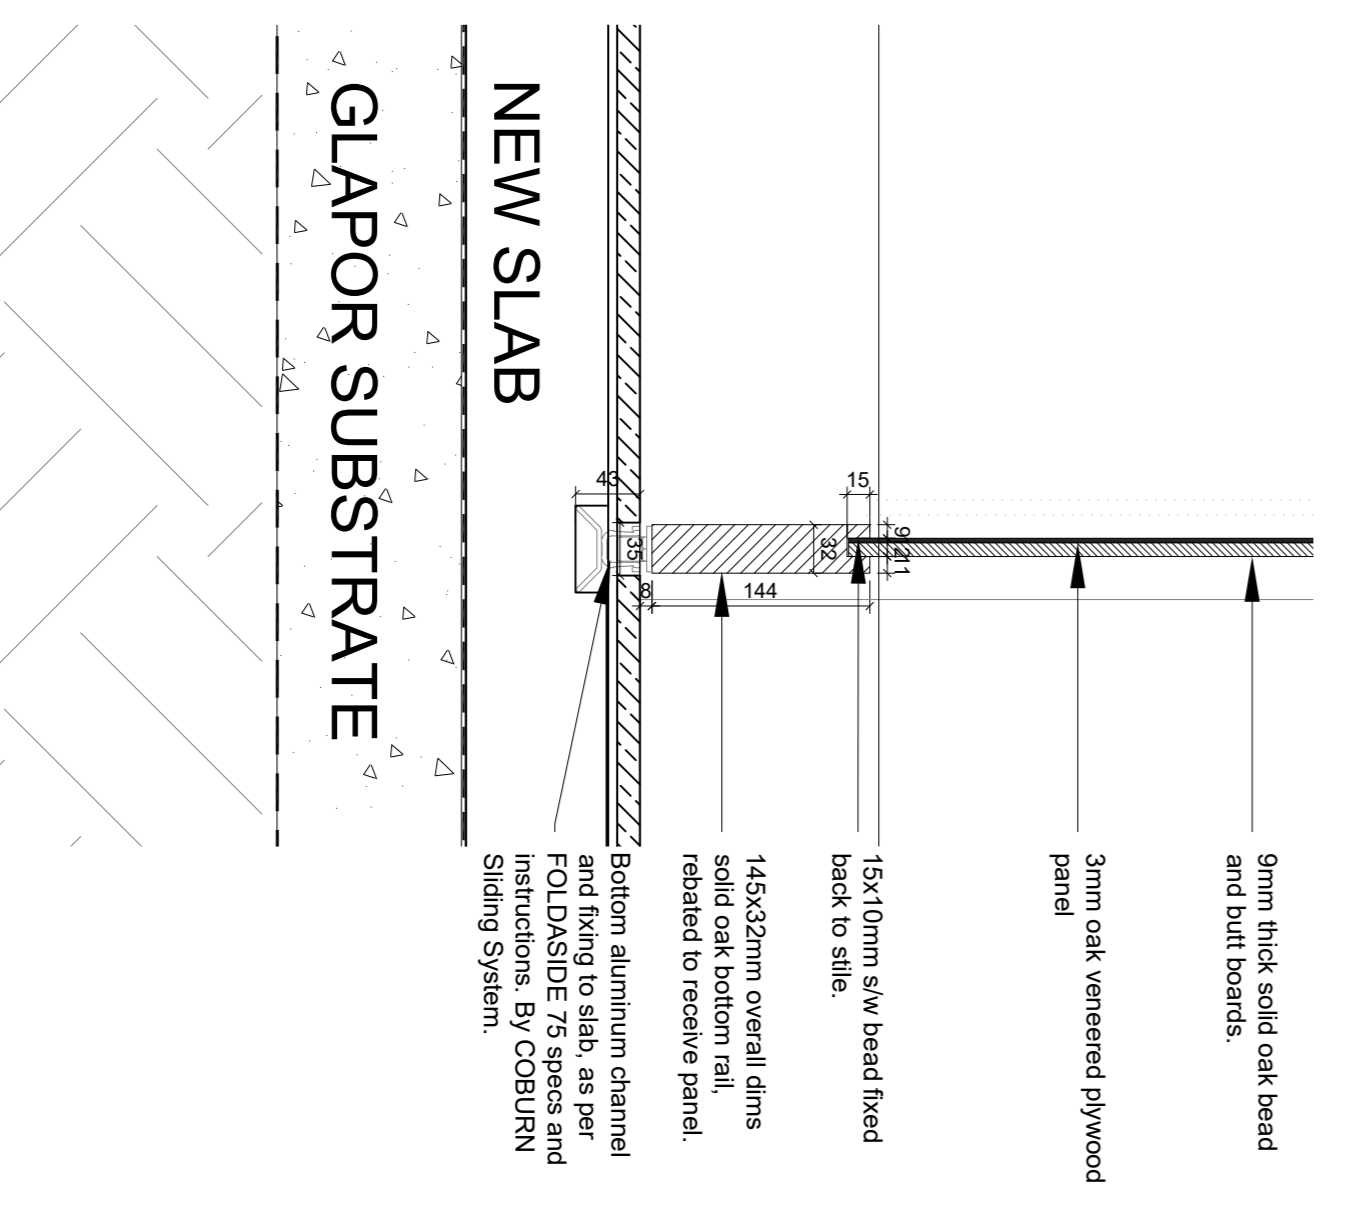 9mm thick solid oak bead
and butt boards.
3mm oak veneered plywood
panel
15x10mm s/w bead fixed
back to stile.
9
12
11
15
32
144
145x32mm overall dims
solid oak bottom rail,
rebated to receive panel.
8
35
43
Bottom aluminum channel
and fixing to slab, as per
FOLDASIDE 75 specs and
instructions. By COBURN
Sliding System.
NEW SLAB
GLAPOR SUBSTRATE